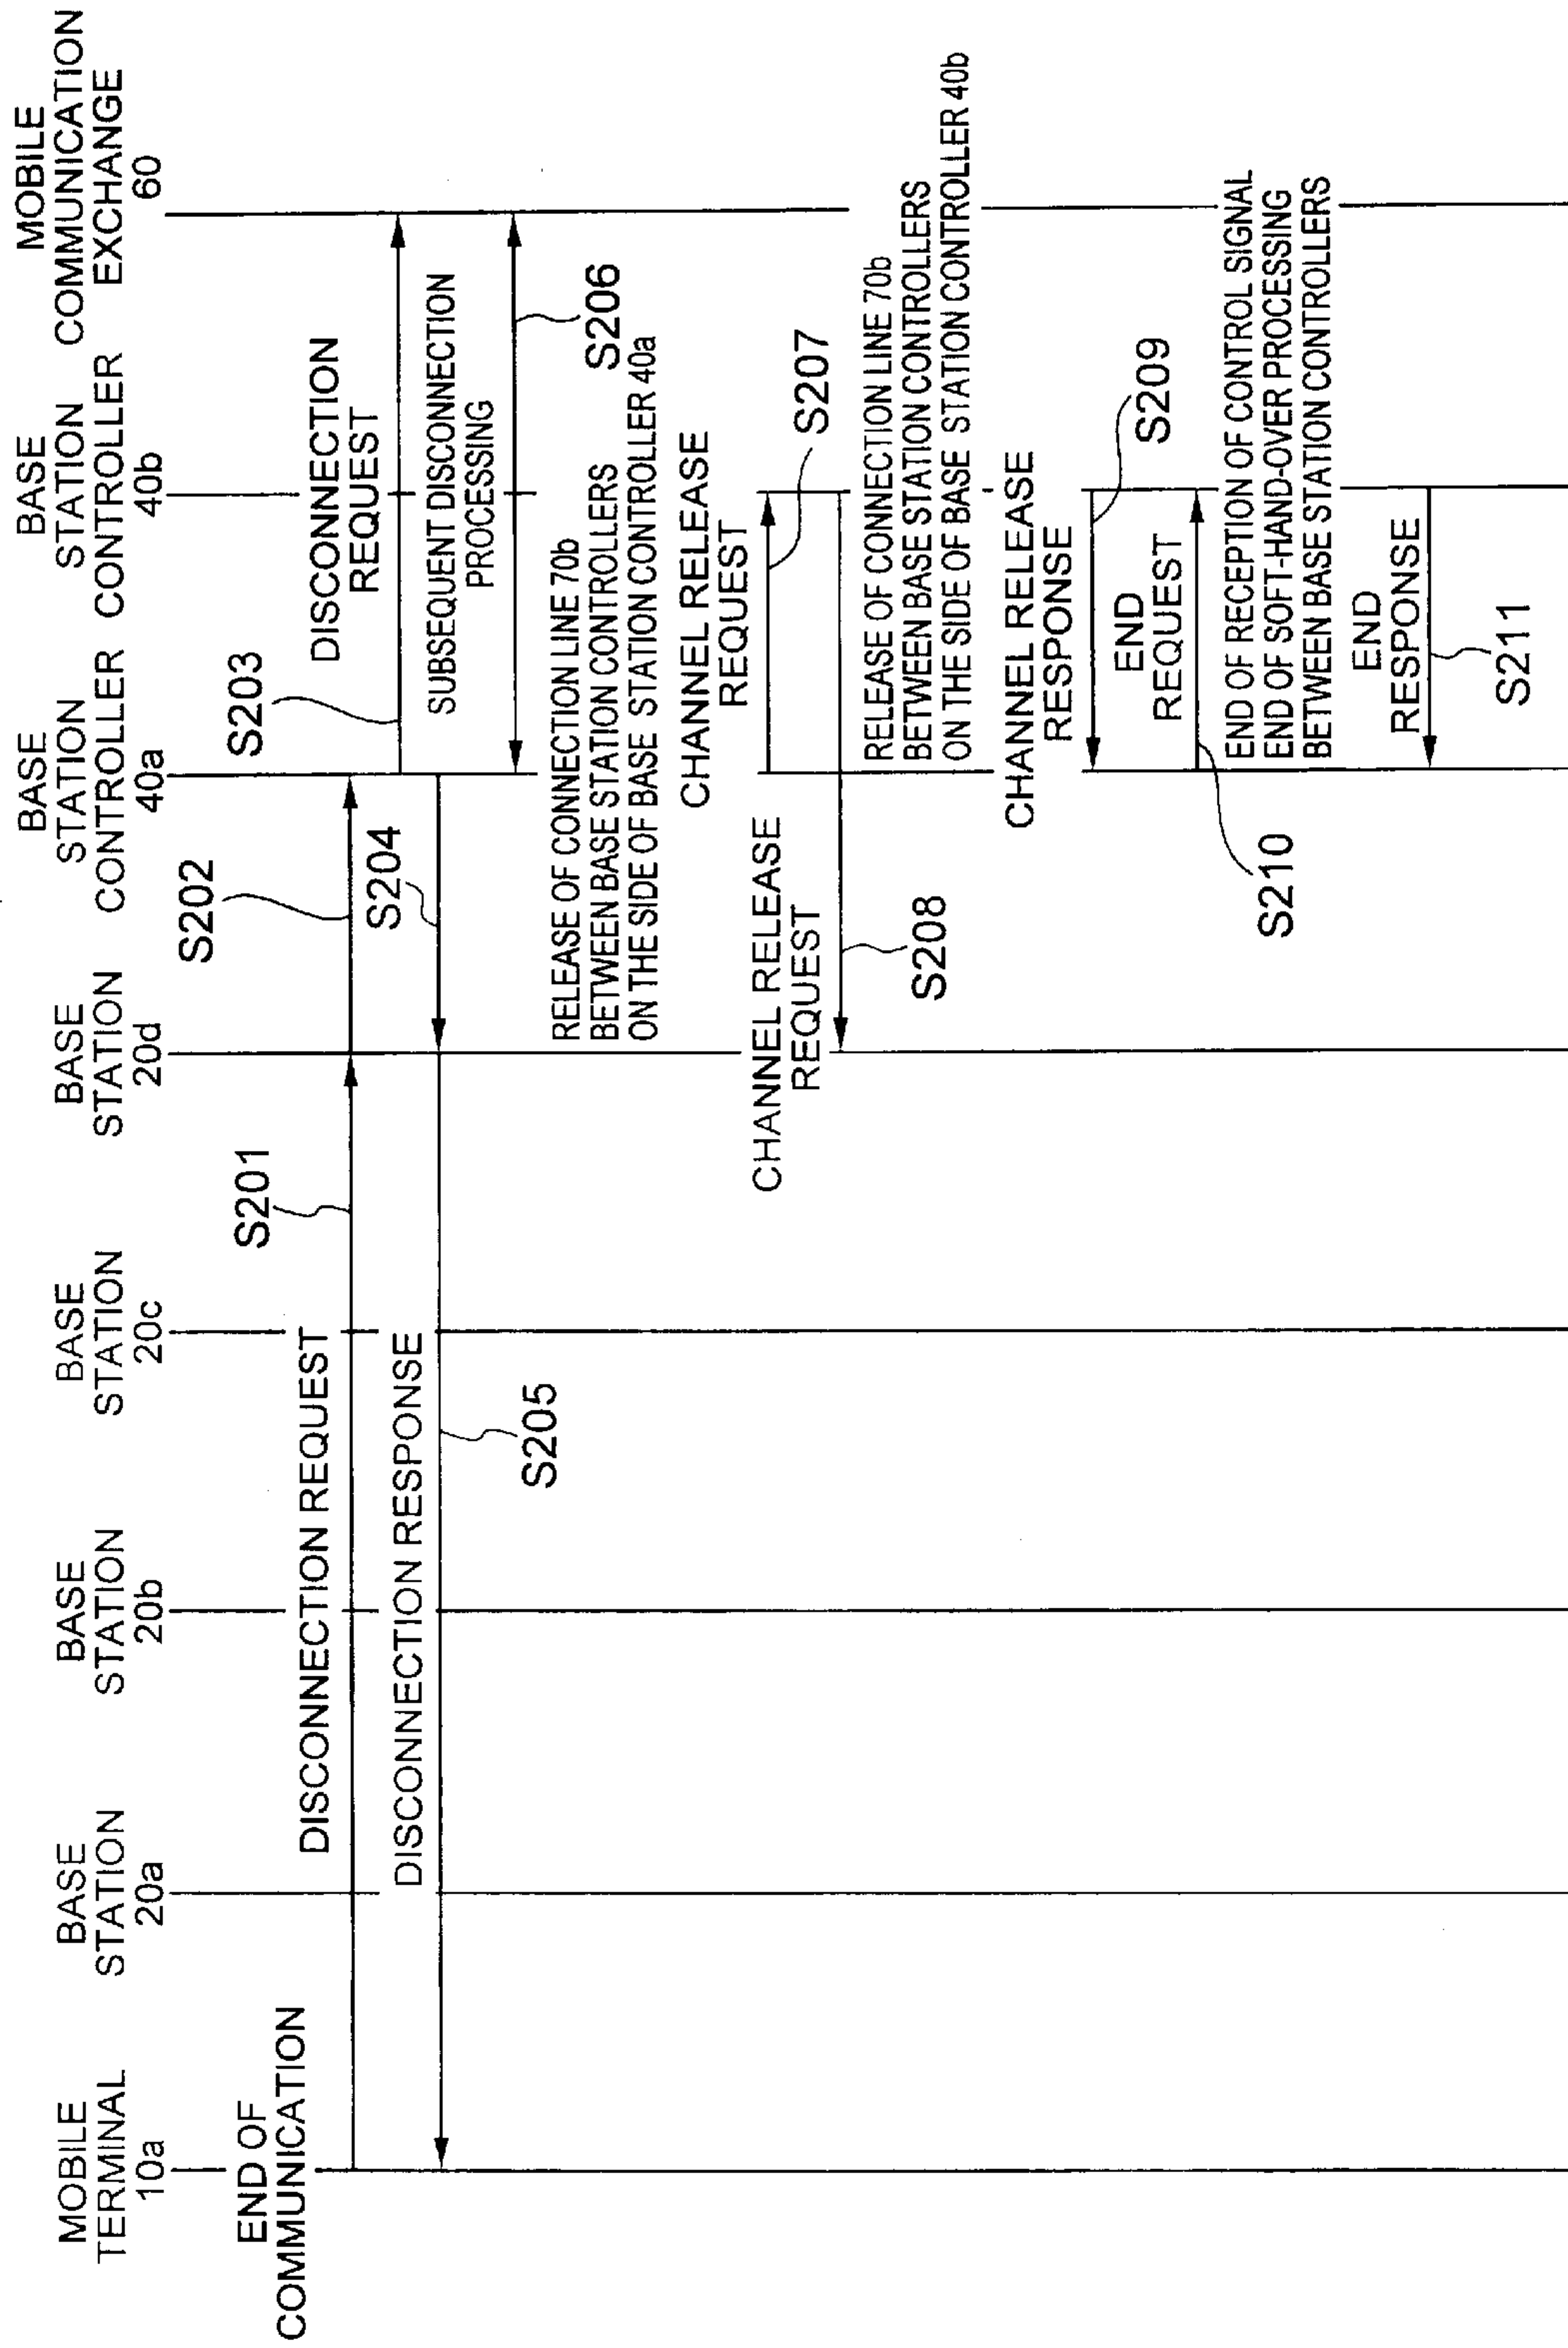 MOBILE
TERMINAL
10a
BASE
STATION
20a
BASE
STATION
20b
BASE
STATION
20c
BASE
STATION
20d
BASE
STATION
CONTROLLER
40a
BASE
STATION
CONTROLLER
40b
MOBILE
COMMUNICATION
EXCHANGE
60
END OF
COMMUNICATION
DISCONNECTION REQUEST
S201
S202
S203
DISCONNECTION
REQUEST
DISCONNECTION RESPONSE
S205
S204
SUBSEQUENT DISCONNECTION
PROCESSING
S206
RELEASE OF CONNECTION LINE 70b
BETWEEN BASE STATION CONTROLLERS
ON THE SIDE OF BASE STATION CONTROLLER 40a
CHANNEL RELEASE
REQUEST
S207
CHANNEL RELEASE
REQUEST
S208
RELEASE OF CONNECTION LINE 70b
BETWEEN BASE STATION CONTROLLERS
ON THE SIDE OF BASE STATION CONTROLLER 40b
CHANNEL RELEASE
RESPONSE
S209
END
REQUEST
S210
END OF RECEPTION OF CONTROL SIGNAL
END OF SOFT-HAND-OVER PROCESSING
BETWEEN BASE STATION CONTROLLERS
END
RESPONSE
S211